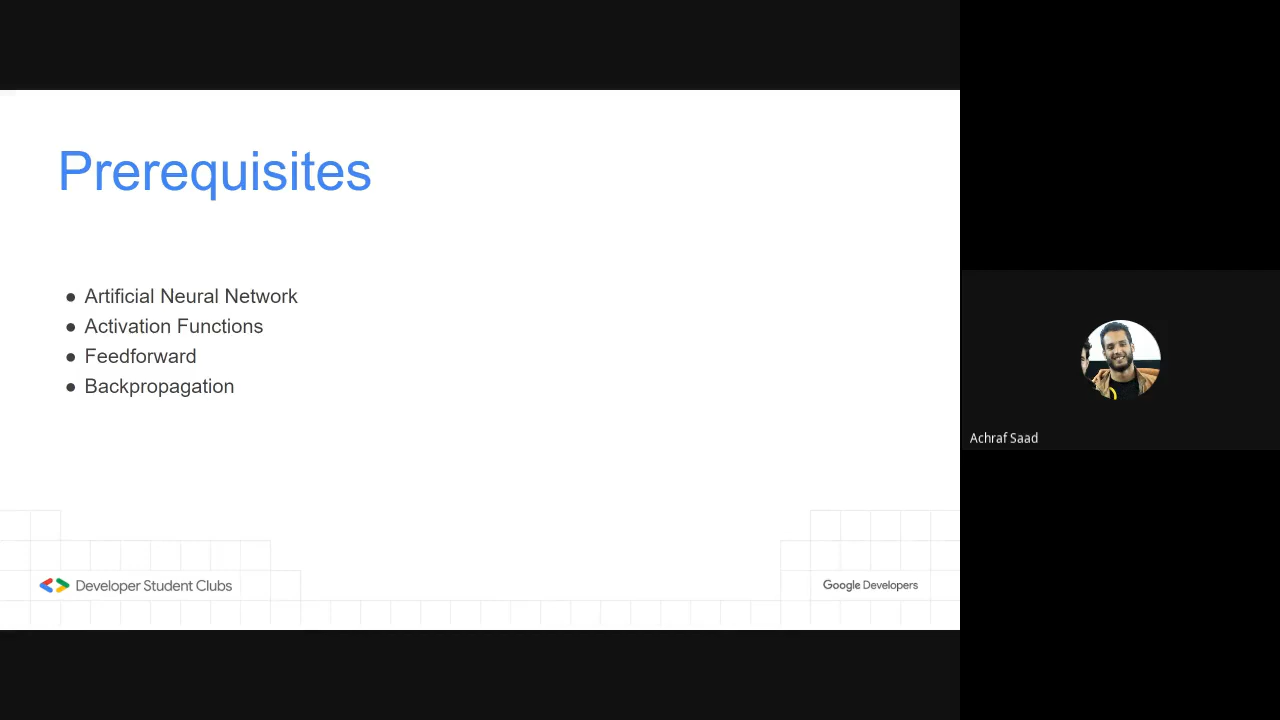 Prerequisites
● Artificial Neural Network
● Activation Functions
● Feedforward
● Backpropagation
Developer Student Clubs
Google Developers
Achraf Saad